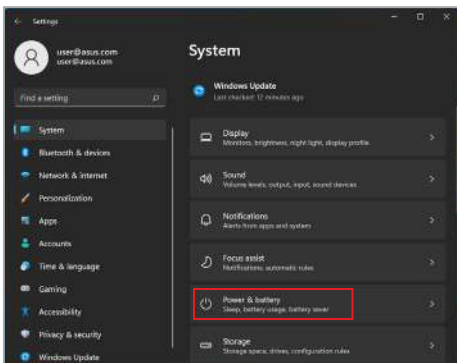 Settings
user@asus.com
user@asus.com
Find a setting
System
Bluetooth & devices
Network & internet
Personalization
Apps
Accounts
Time & language
Gaming
Accessibility
Privacy & security
Windows Update
System
Windows Update
Last checked: 12 minutes ago
Display
Monitors, brightness, night light, display profile
Sound
Volume levels, output, input, sound devices
Notifications
Alerts from apps and system
Focus assist
Notifications, automatic rules
Power & battery
Sleep, battery usage, battery saver
Storage
Storage space, drives, configuration rules